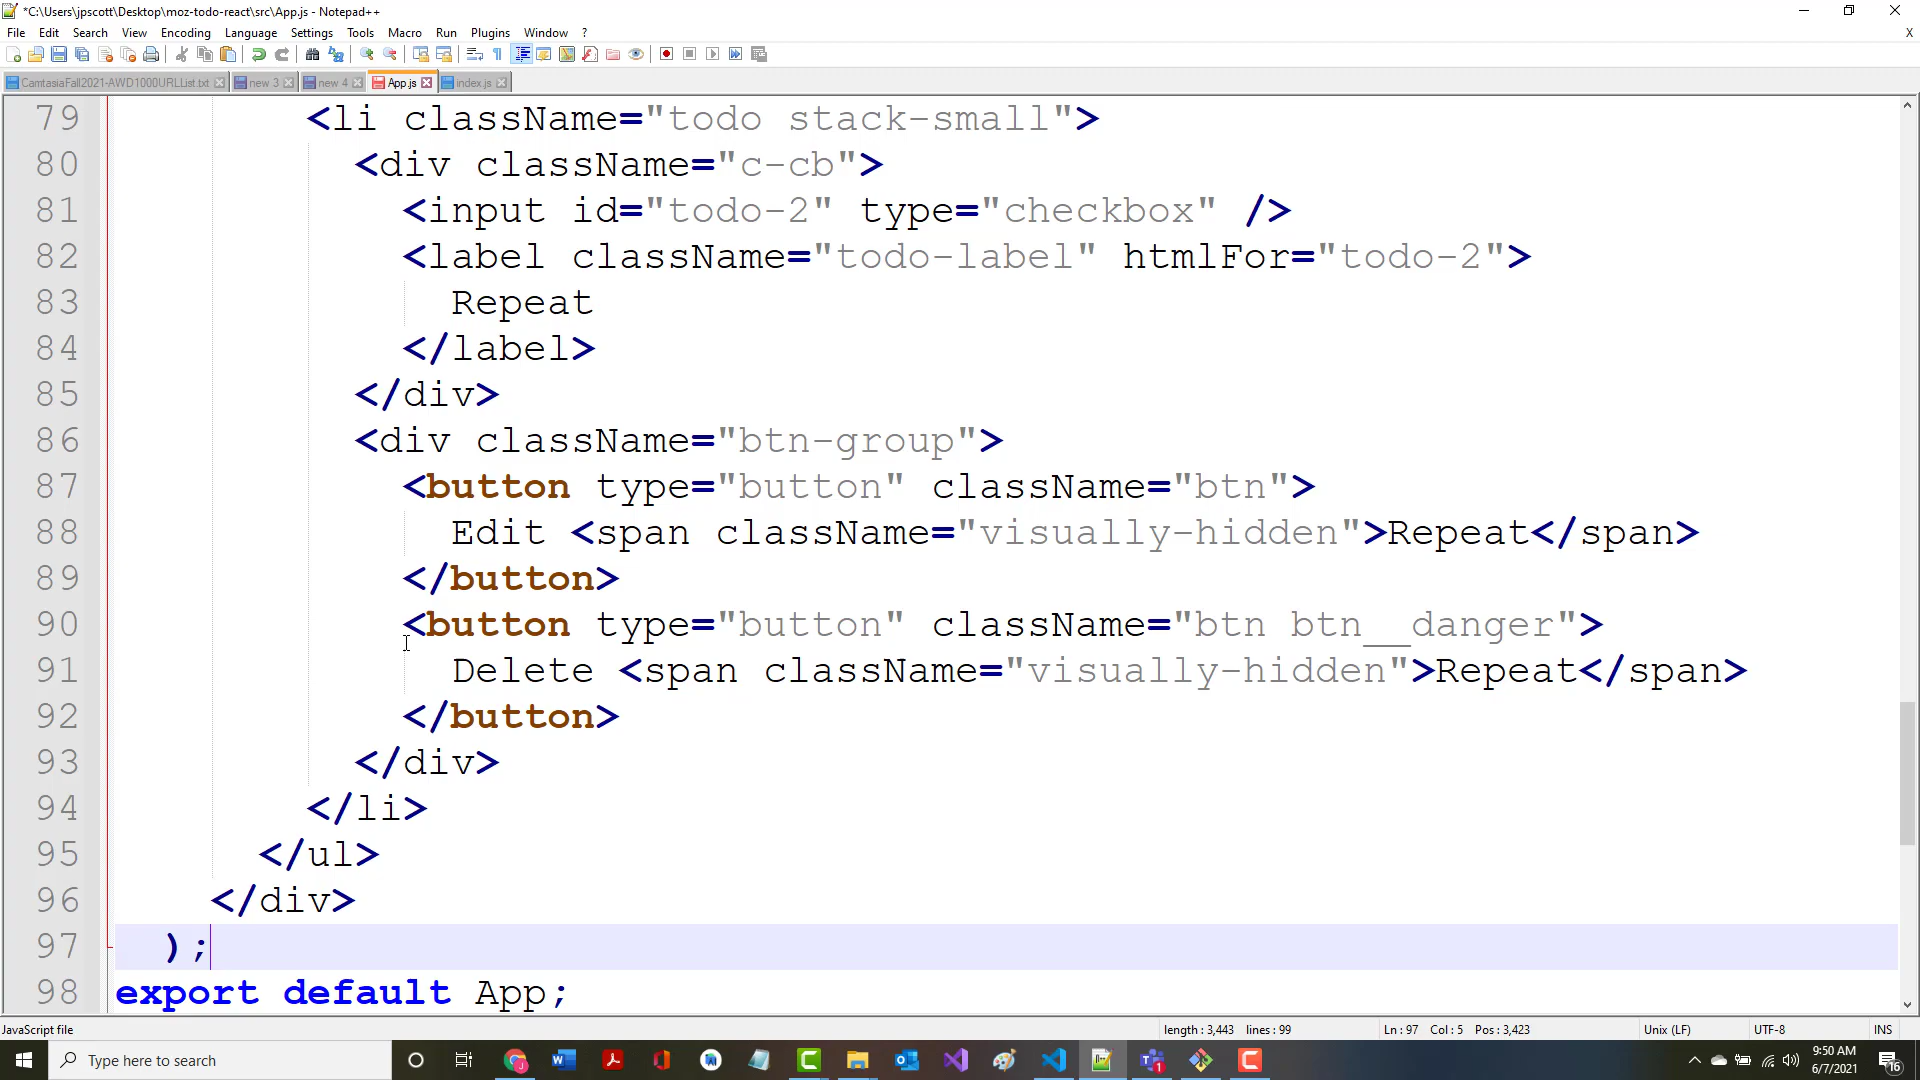 *C:\Users\jpscott\Desktop\moz-todo-react\src\App.js - Notepad++
File Edit Search View Encoding Language Settings Tools Macro Run Plugins Window ? X
CamtasiaFall2021-AWD1000URLList.txt new 3 new 4 App.js index.js
79 <li className="todo stack-small">
80 <div className="c-cb">
81 <input id="todo-2" type="checkbox" />
82 <label className="todo-label" htmlFor="todo-2">
83 Repeat
84 </label>
85 </div>
86 <div className="btn-group">
87 <button type="button" className="btn">
88 Edit <span className="visually-hidden">Repeat</span>
89 </button>
90 <button type="button" className="btn btn__danger">
91 Delete <span className="visually-hidden">Repeat</span>
92 </button>
93 </div>
94 </li>
95 </ul>
96 </div>
97 );
98 export default App;
JavaScript file length : 3,443 lines : 99 Ln : 97 Col : 5 Pos : 3,423 Unix (LF) UTF-8 INS
Type here to search
9:50 AM
6/7/2021
16